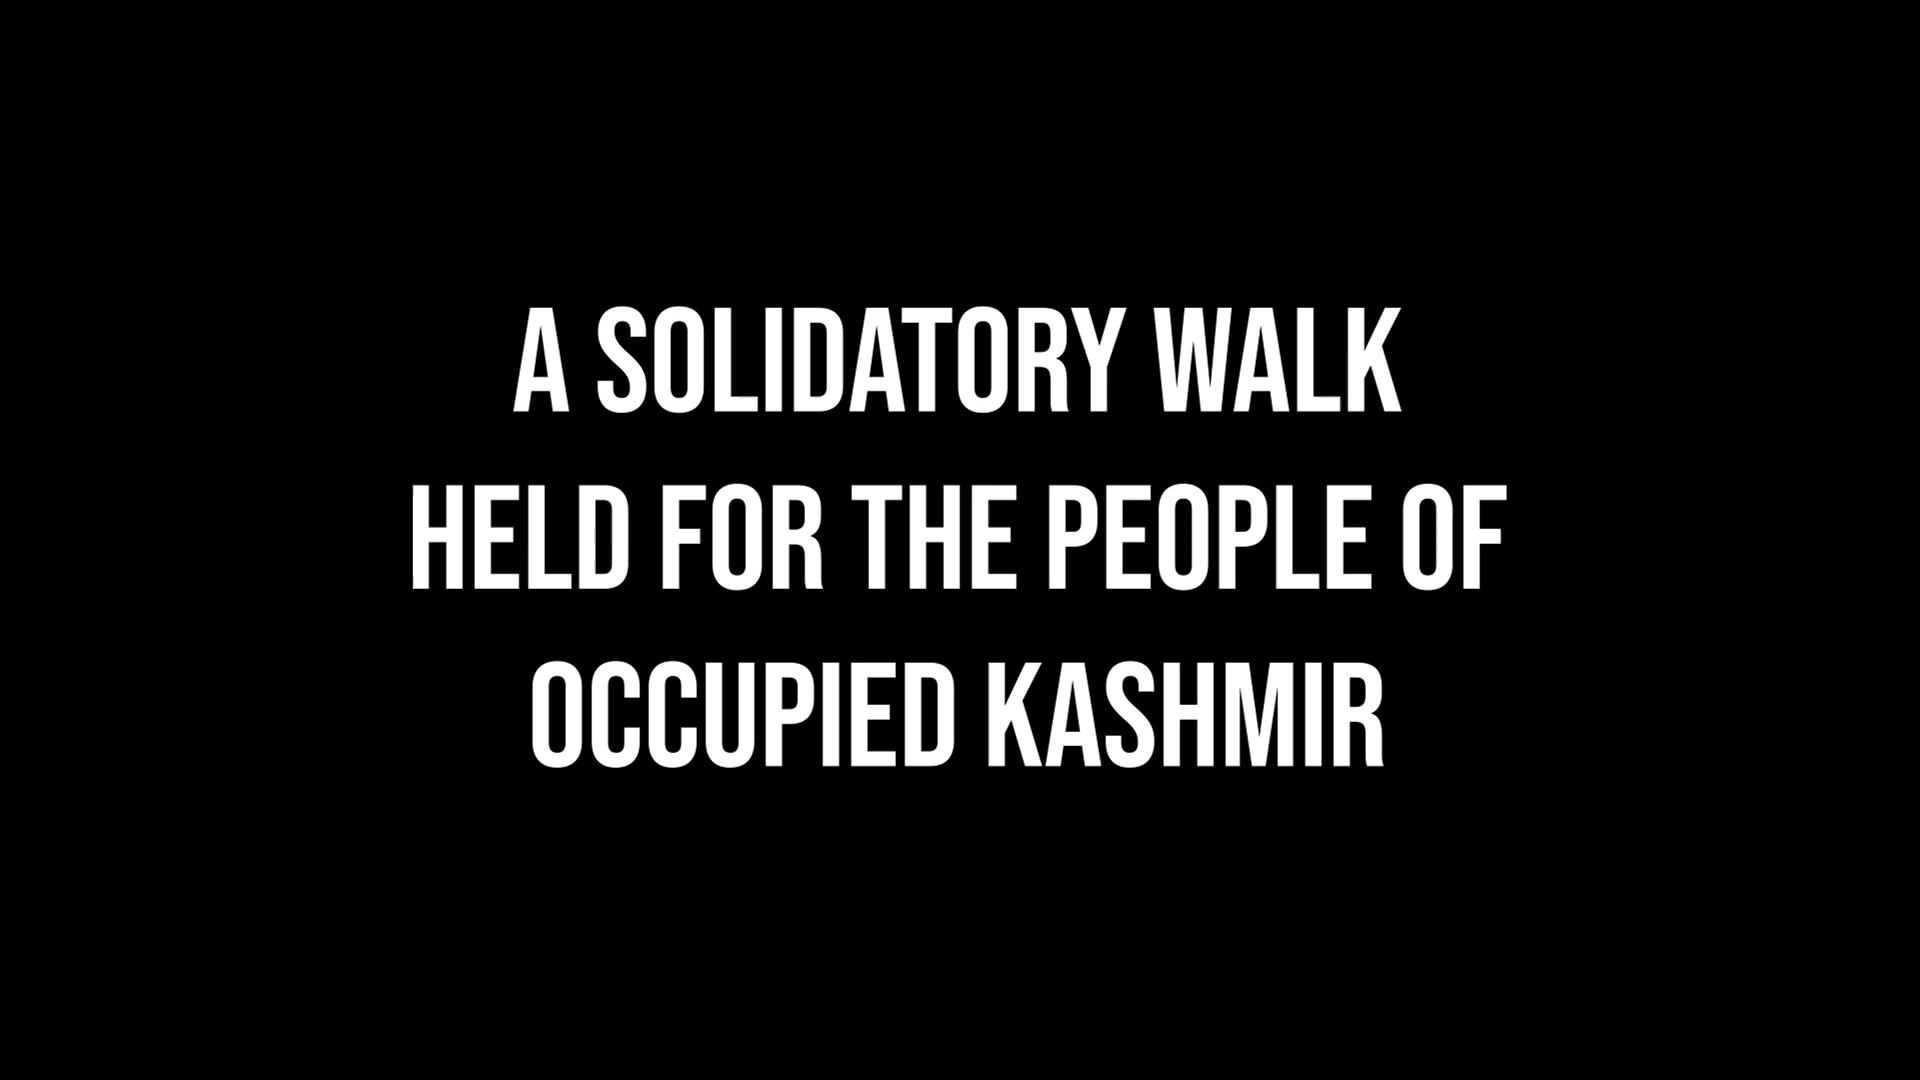 A SOLIDATORY WALK
HELD FOR THE PEOPLE OF
OCCUPIED KASHMIR